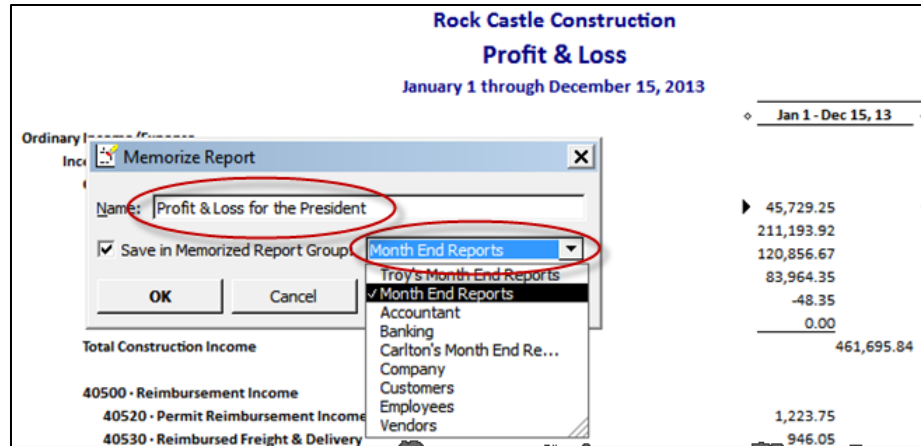 Rock Castle Construction
Profit & Loss
January 1 through December 15, 2013
Jan 1 - Dec 15, 13
Ordinary
Memorize Report
Name: Profit & Loss for the President
45,729.25
211,193.92
Save in Memorized Report Group: Month End Reports
120,856.67
Troy's Month End Reports
83,964.35
OK Cancel
Month End Reports
-48.35
Accountant
0.00
Banking
Total Construction Income
Carlton's Month End Re...
461,695.84
Company
Customers
40500 · Reimbursement Income
Employees
40520 · Permit Reimbursement Income
1,223.75
Vendors
40530 · Reimbursed Freight & Delivery
946.05